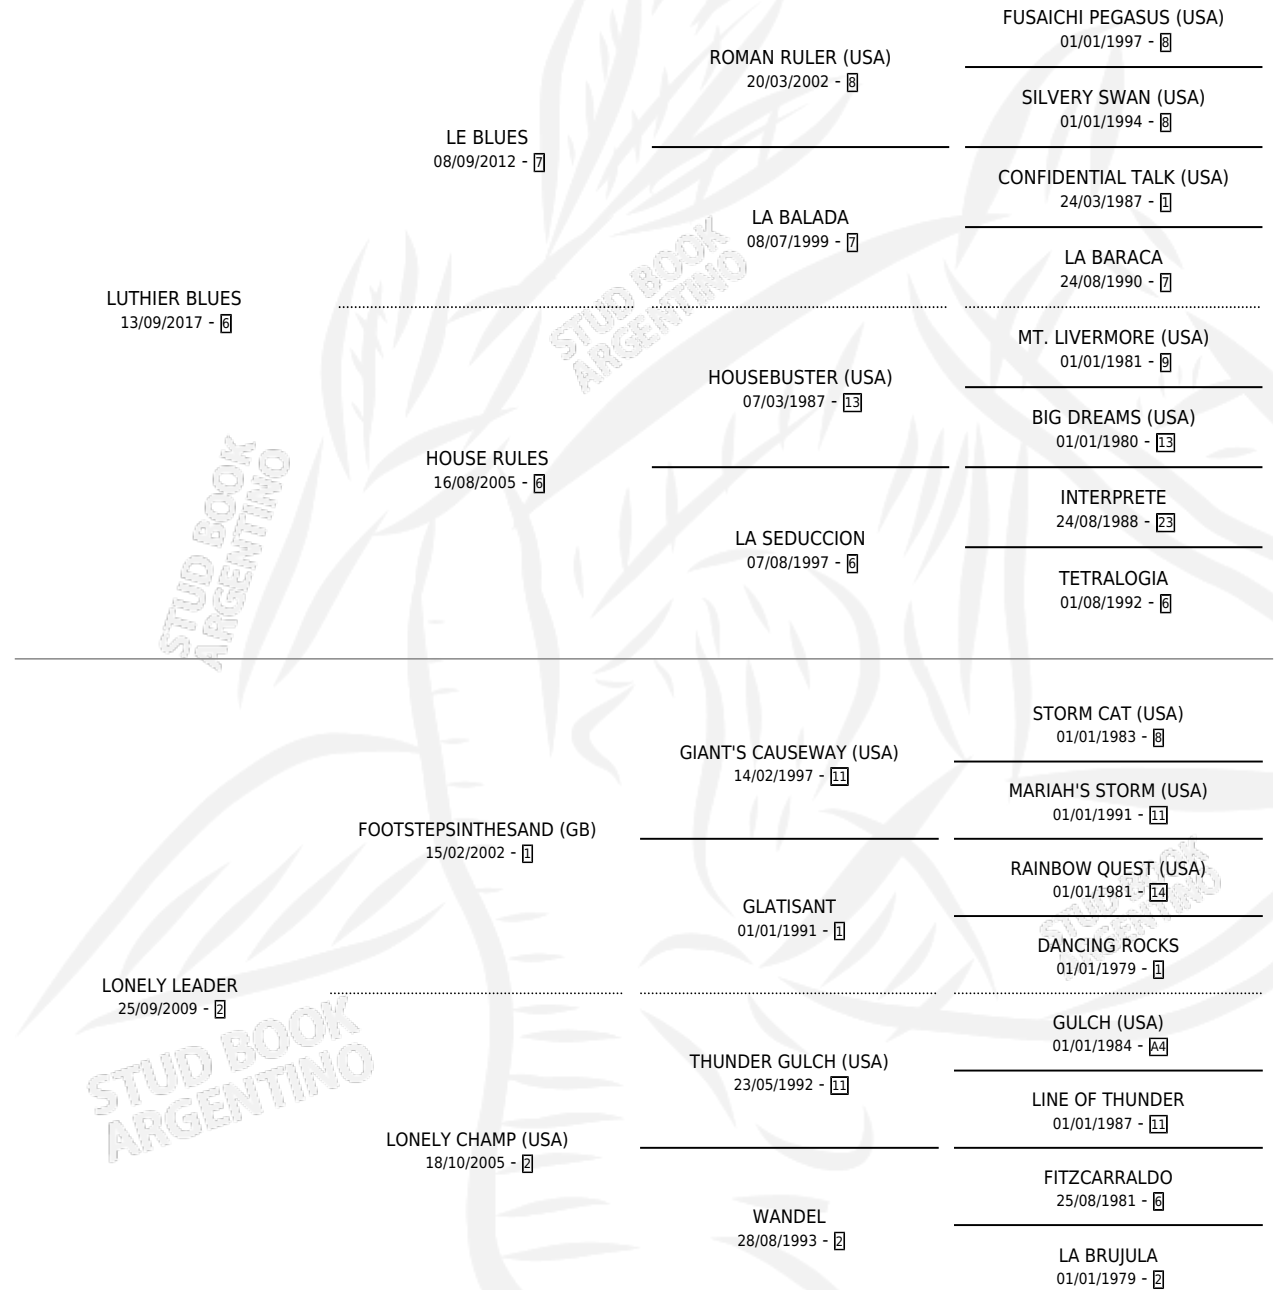 FUSAICHI PEGASUS (USA)
01/01/1997 - 8
ROMAN RULER (USA)
20/03/2002 - 8
SILVERY SWAN (USA)
01/01/1994 - 8
LE BLUES
08/09/2012 - 7
CONFIDENTIAL TALK (USA)
24/03/1987 - 1
LA BALADA
08/07/1999 - 7
LA BARACA
24/08/1990 - 7
LUTHIER BLUES
13/09/2017 - 6
STUD BOOK
ARGENTINO
MT. LIVERMORE (USA)
01/01/1981 - 9
HOUSEBUSTER (USA)
07/03/1987 - 13
BIG DREAMS (USA)
01/01/1980 - 13
HOUSE RULES
16/08/2005 - 6
INTERPRETE
24/08/1988 - 23
LA SEDUCCION
07/08/1997 - 6
TETRALOGIA
01/08/1992 - 6
STUD BOOK
ARGENTINO
STORM CAT (USA)
01/01/1983 - 8
GIANT'S CAUSEWAY (USA)
14/02/1997 - 11
MARIAH'S STORM (USA)
01/01/1991 - 11
FOOTSTEPSINTHESAND (GB)
15/02/2002 - 1
RAINBOW QUEST (USA)
01/01/1981 - 14
GLATISANT
01/01/1991 - 1
DANCING ROCKS
01/01/1979 - 1
STUD BOOK
ARGENTINO
LONELY LEADER
25/09/2009 - 2
STUD BOOK
ARGENTINO
GULCH (USA)
01/01/1984 - A4
THUNDER GULCH (USA)
23/05/1992 - 11
LINE OF THUNDER
01/01/1987 - 11
LONELY CHAMP (USA)
18/10/2005 - 2
FITZCARRALDO
25/08/1981 - 6
WANDEL
28/08/1993 - 2
LA BRUJULA
01/01/1979 - 2